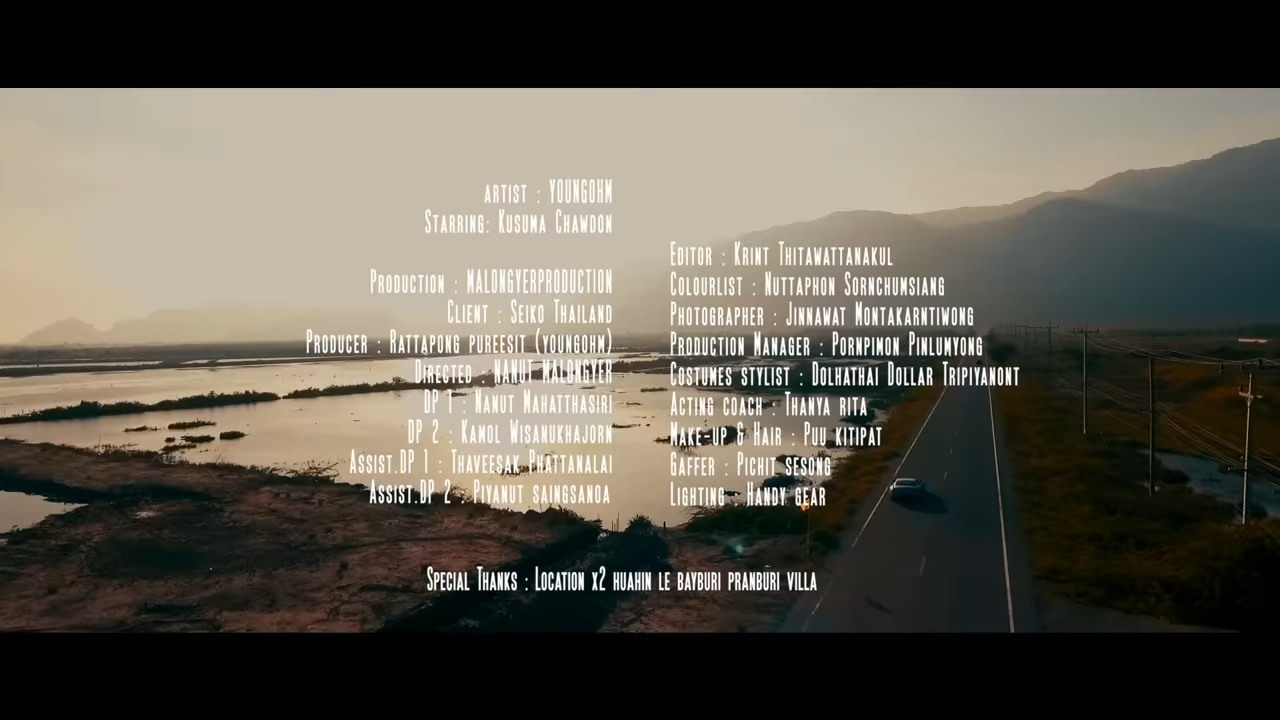 ARTIST : YOUNGOHM
STARRING: KUSUMA CHAWDON
PRODUCTION : MALONGYERPRODUCTION
CLIENT : SEIKO THAILAND
PRODUCER : RATTAPONG PUREESIT (YOUNGOHM)
DIRECTED : NANUT MALONGYER
DP 1 : NANUT MAHATTHASIRI
DP 2 : KAMOL WISANUKHAJORN
ASSIST.DP 1 : THAVEESAK PHATTANALAI
ASSIST.DP 2 : PIYANUT SAINGSANOA
EDITOR : KRINT THITAWATTANAKUL
COLOURLIST : NUTTAPHON SORNCHUMSIANG
PHOTOGRAPHER : JINNAWAT MONTAKARNTIWONG
PRODUCTION MANAGER : PORNPIMON PINLUMYONG
COSTUMES STYLIST : DOLHATHAI DOLLAR TRIPIYANONT
ACTING COACH : THANYA RITA
MAKE-UP & HAIR : PUU KITIPAT
GAFFER : PICHIT SESONG
LIGHTING : HANDY GEAR
SPECIAL THANKS : LOCATION X2 HUAHIN LE BAYBURI PRANBURI VILLA